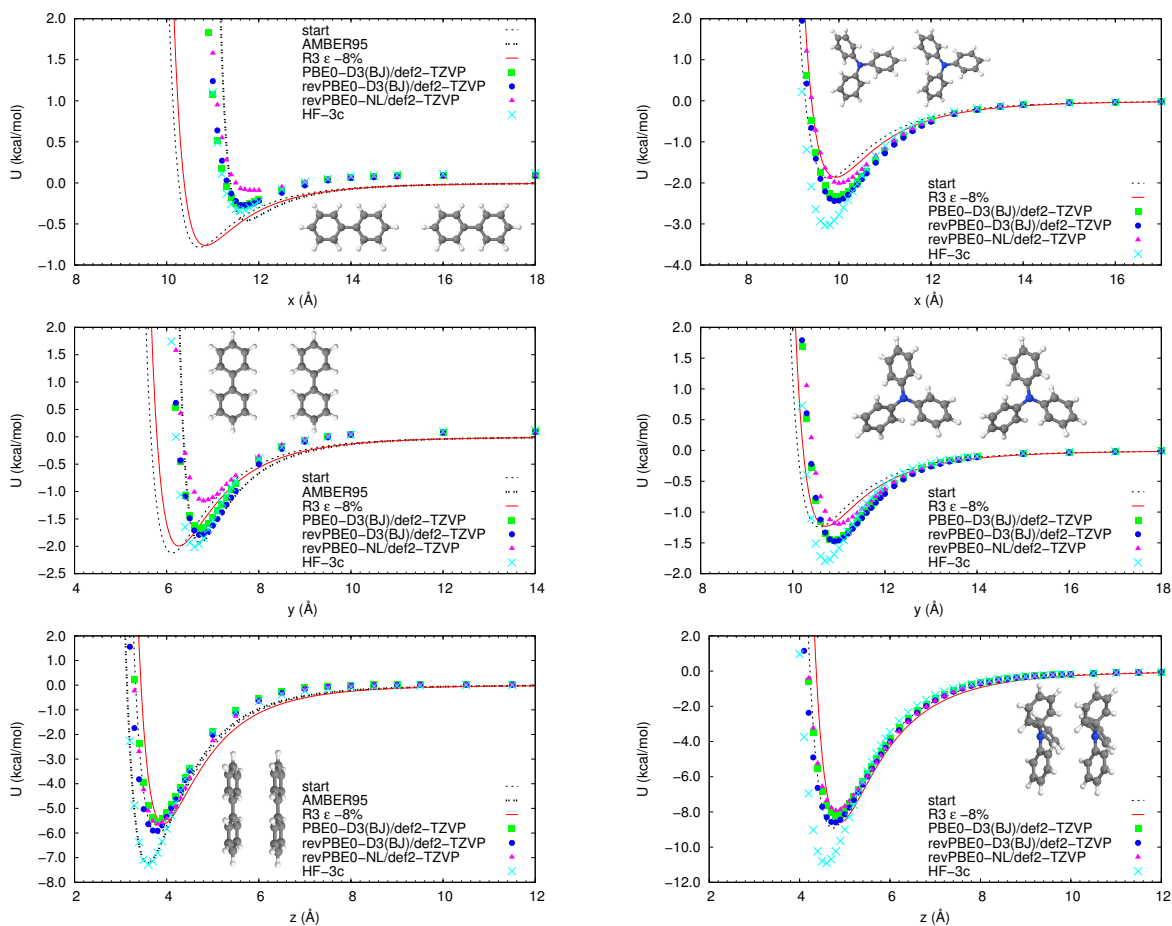 2.0
1.5
1.0
0.5
0.0
−0.5
−1.0
8
10
12
14
16
18
U (kcal/mol)
x (Å)
start
AMBER95
R3 ε −8%
PBE0−D3(BJ)/def2−TZVP
revPBE0−D3(BJ)/def2−TZVP
revPBE0−NL/def2−TZVP
HF−3c
2.0
1.0
0.0
−1.0
−2.0
−3.0
−4.0
8
10
12
14
16
U (kcal/mol)
x (Å)
start
R3 ε −8%
PBE0−D3(BJ)/def2−TZVP
revPBE0−D3(BJ)/def2−TZVP
revPBE0−NL/def2−TZVP
HF−3c
2.0
1.5
1.0
0.5
0.0
−0.5
−1.0
−1.5
−2.0
−2.5
4
6
8
10
12
14
U (kcal/mol)
y (Å)
start
AMBER95
R3 ε −8%
PBE0−D3(BJ)/def2−TZVP
revPBE0−D3(BJ)/def2−TZVP
revPBE0−NL/def2−TZVP
HF−3c
2.0
1.5
1.0
0.5
0.0
−0.5
−1.0
−1.5
−2.0
8
10
12
14
16
18
U (kcal/mol)
y (Å)
start
R3 ε −8%
PBE0−D3(BJ)/def2−TZVP
revPBE0−D3(BJ)/def2−TZVP
revPBE0−NL/def2−TZVP
HF−3c
2.0
1.0
0.0
−1.0
−2.0
−3.0
−4.0
−5.0
−6.0
−7.0
−8.0
2
4
6
8
10
12
U (kcal/mol)
z (Å)
start
AMBER95
R3 ε −8%
PBE0−D3(BJ)/def2−TZVP
revPBE0−D3(BJ)/def2−TZVP
revPBE0−NL/def2−TZVP
HF−3c
2.0
0.0
−2.0
−4.0
−6.0
−8.0
−10.0
−12.0
2
4
6
8
10
12
U (kcal/mol)
z (Å)
start
R3 ε −8%
PBE0−D3(BJ)/def2−TZVP
revPBE0−D3(BJ)/def2−TZVP
revPBE0−NL/def2−TZVP
HF−3c